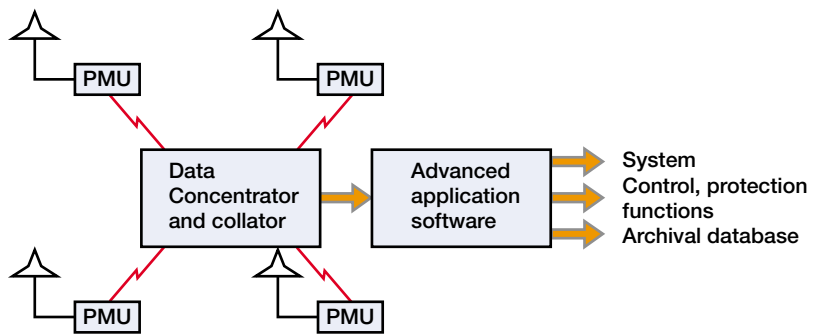 PMU
PMU
Data
Concentrator
and collator
Advanced
application
software
System
Control, protection
functions
Archival database
PMU
PMU